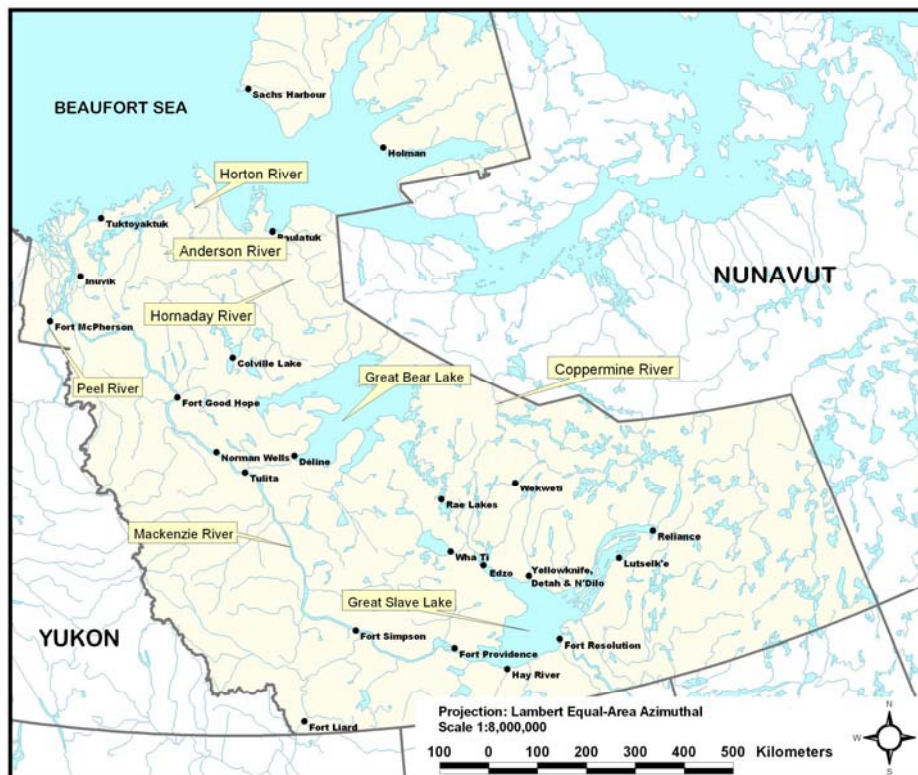 BEAUFORT SEA
Sachs Harbour
Holman
Horton River
Tuktoyaktuk
Paulatuk
Anderson River
NUNAVUT
Inuvik
Hornaday River
Fort McPherson
Colville Lake
Great Bear Lake
Coppermine River
Peel River
Fort Good Hope
Norman Wells
Déline
Tulita
Wekweti
Rae Lakes
Mackenzie River
Reliance
Wha Ti
Edzo
Lutselk'e
Yellowknife,
Detah & N'Dilo
Great Slave Lake
YUKON
Fort Simpson
Fort Resolution
Fort Providence
Hay River
Fort Liard
Projection: Lambert Equal-Area Azimuthal
Scale 1:8,000,000
100 0 100 200 300 400 500 Kilometers
N
W E
S